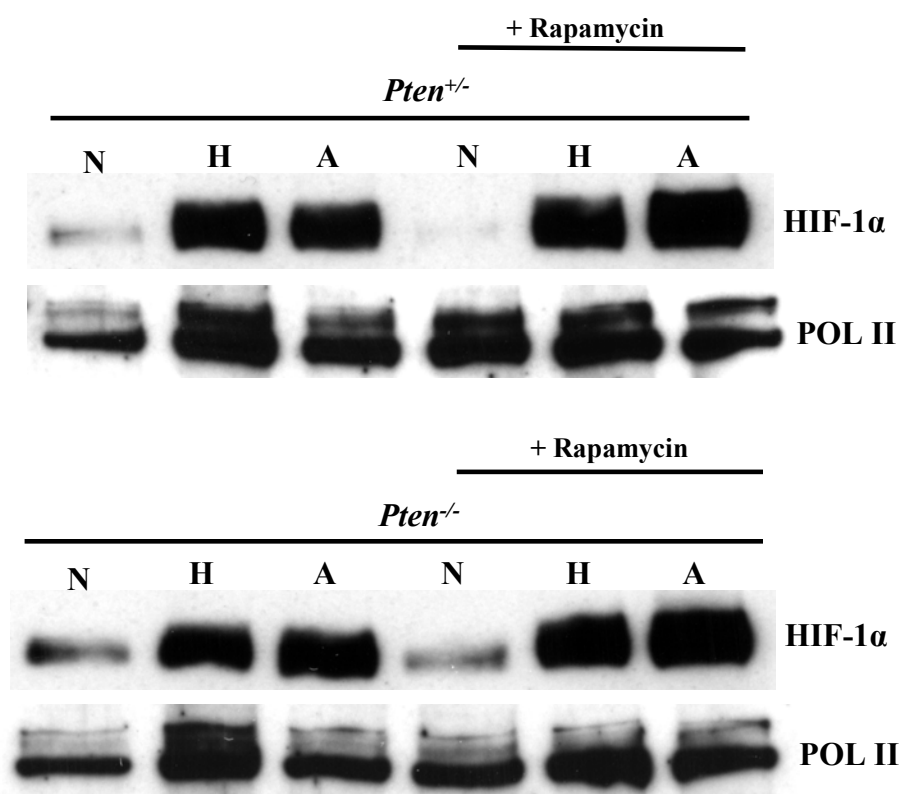 + Rapamycin
Pten+/-
N H A N H A
HIF-1α
POL II
+ Rapamycin
Pten-/-
N H A N H A
HIF-1α
POL II